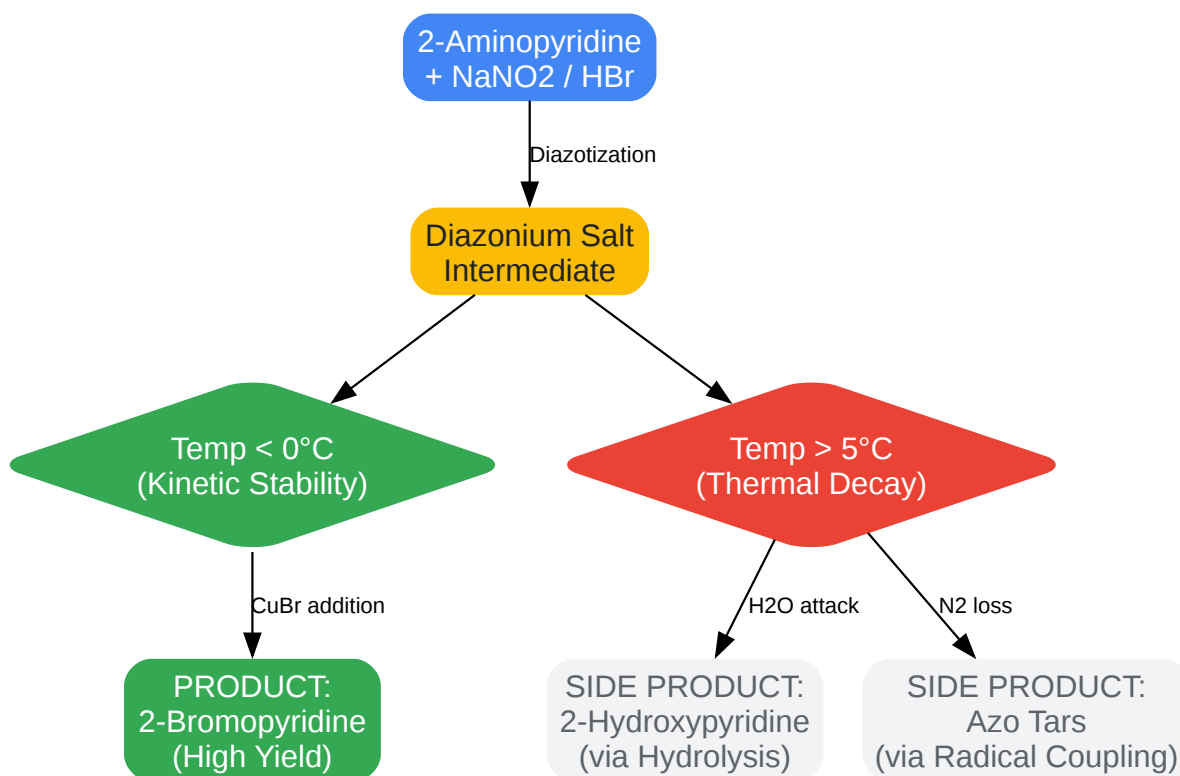 2-Aminopyridine
+ NaNO2 / HBr
Diazotization
Diazonium Salt
Intermediate
Temp < 0°C
(Kinetic Stability)
Temp > 5°C
(Thermal Decay)
CuBr addition
H2O attack
N2 loss
PRODUCT:
2-Bromopyridine
(High Yield)
SIDE PRODUCT:
2-Hydroxypyridine
(via Hydrolysis)
SIDE PRODUCT:
Azo Tars
(via Radical Coupling)